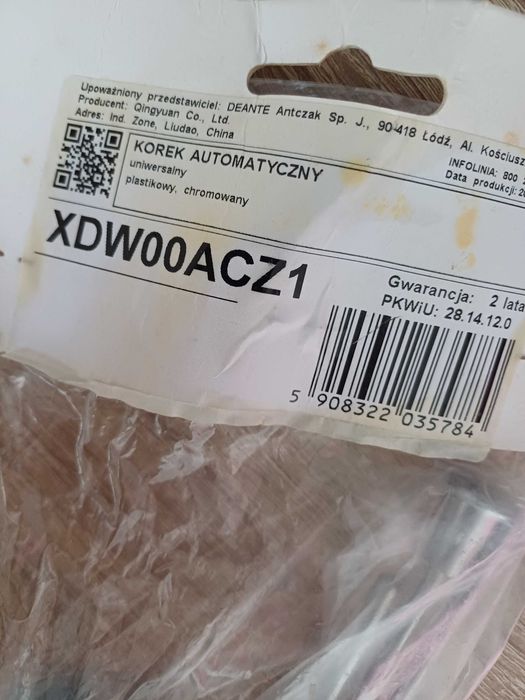 Upoważniony przedstawiciel: DEANTE Antczak Sp. J., 90-418 Łódź, Al. Kościusz
Producent: Qingyuan Co., Ltd.
Adres: Ind. Zone, Liudao, China
INFOLINIA: 800
Data produkcji: 20
KOREK AUTOMATYCZNY
uniwersalny
plastikowy, chromowany
XDW00ACZ1
Gwarancja: 2 lata
PKWiU: 28.14.12.0
5 908322 035784